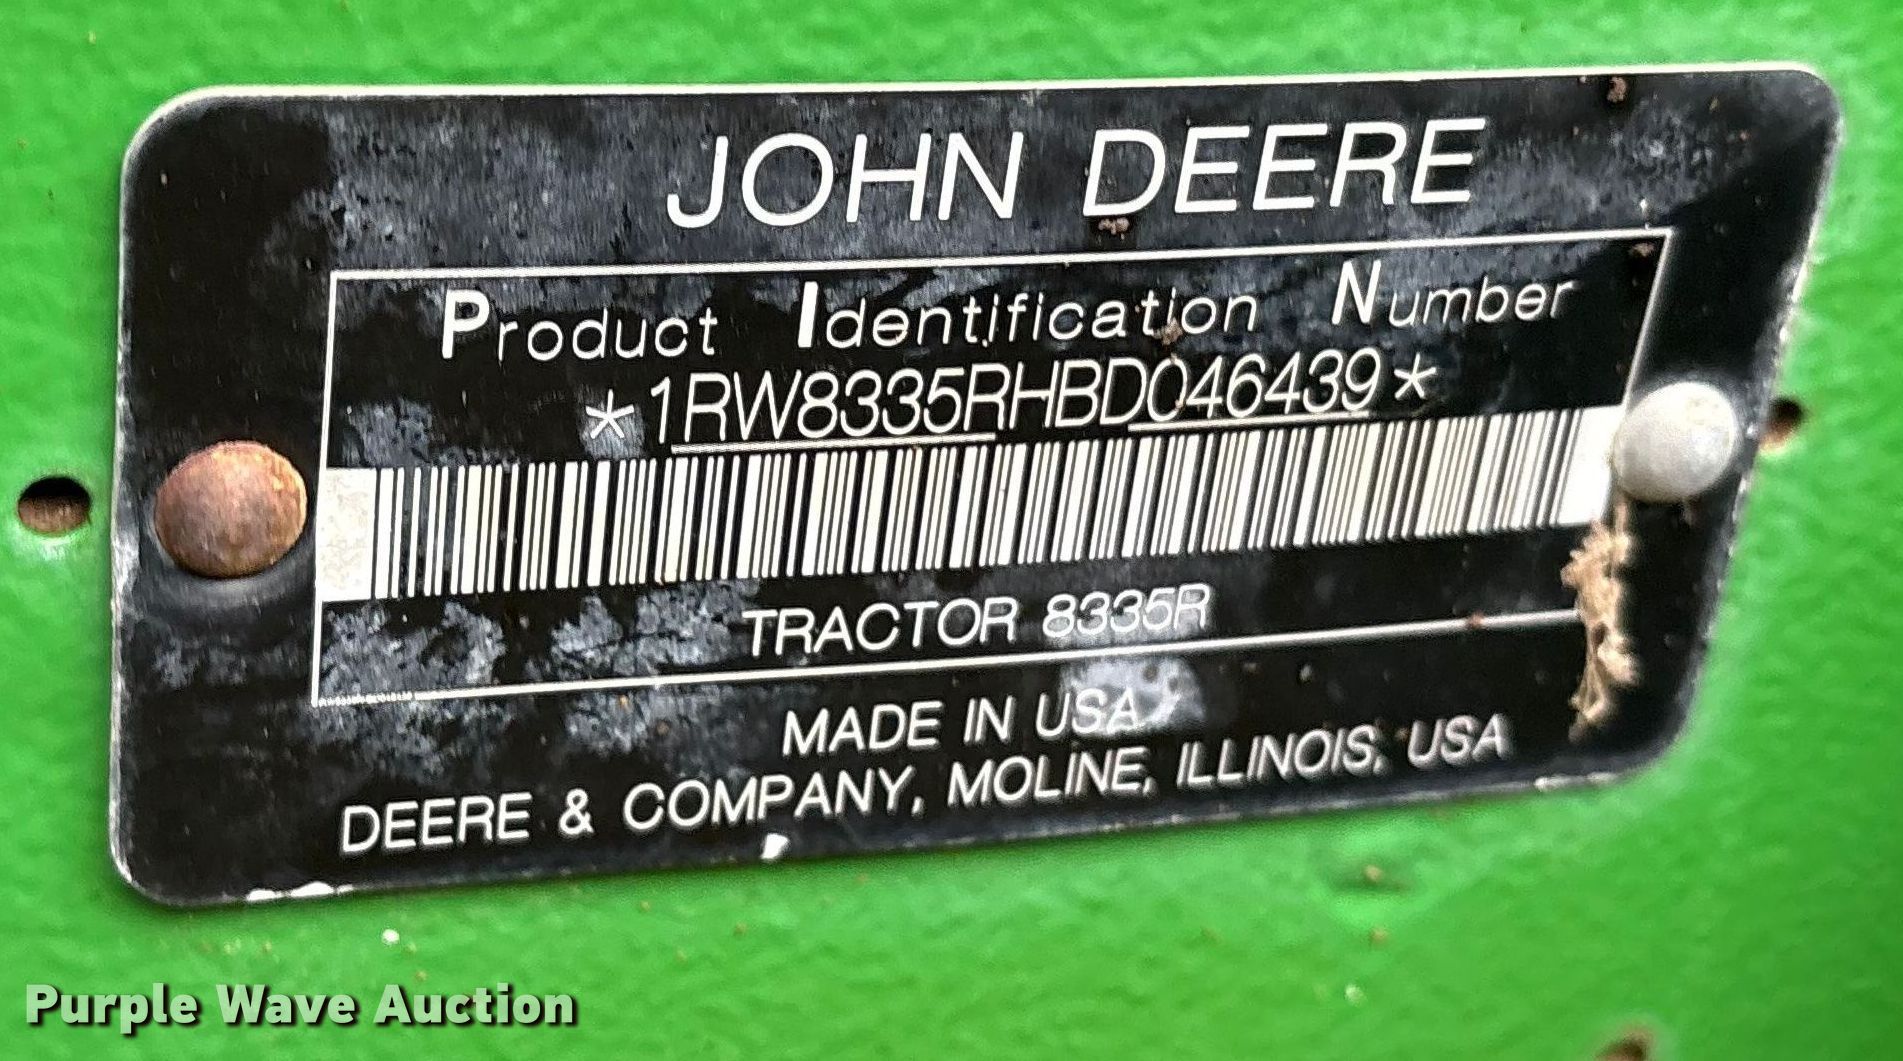 JOHN DEERE
Product Identification Number
*1RW8335RHBD046439*
TRACTOR 8335R
MADE IN USA
DEERE & COMPANY, MOLINE, ILLINOIS, USA
Purple Wave Auction